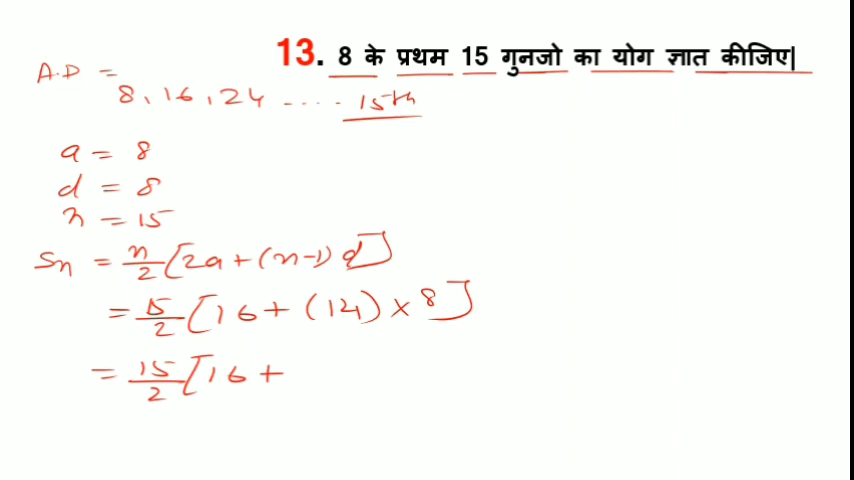 13. 8 के प्रथम 15 गुनजो का योग ज्ञात कीजिए|
A.D =
8, 16, 24 ..... 15th
a = 8
d = 8
n = 15
Sn = n/2 [2a + (n-1) d]
= 15/2 [16 + (14) × 8]
= 15/2 [16 +